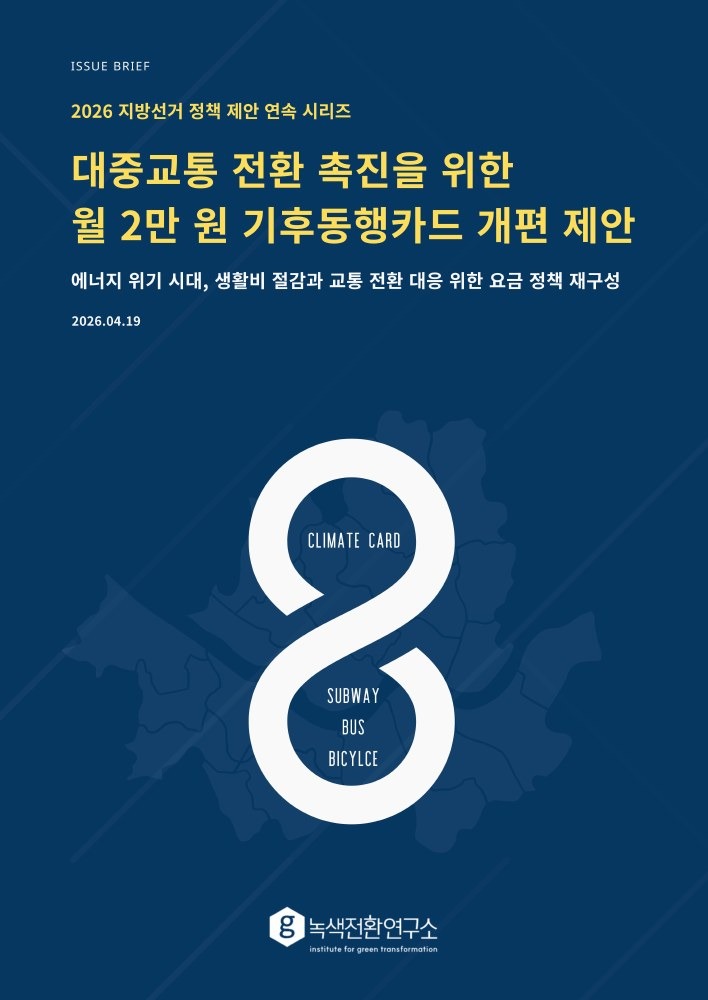 ISSUE BRIEF
2026 지방선거 정책 제안 연속 시리즈
대중교통 전환 촉진을 위한
월 2만 원 기후동행카드 개편 제안
에너지 위기 시대, 생활비 절감과 교통 전환 대응 위한 요금 정책 재구성
2026.04.19
CLIMATE CARD
SUBWAY
BUS
BICYLCE
g 녹색전환연구소
institute for green transformation